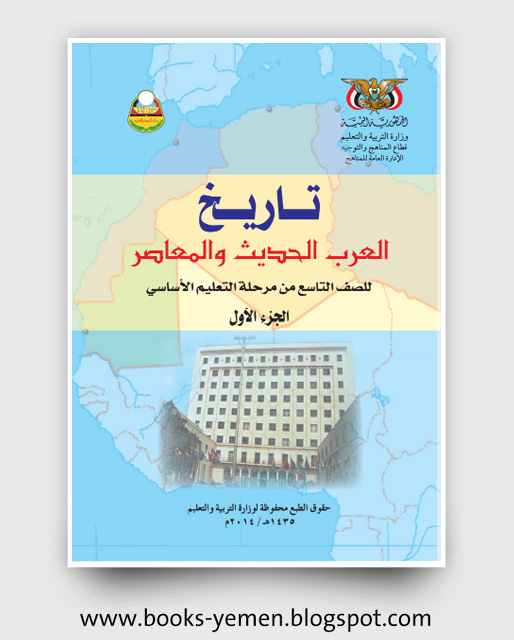 الجمهورية اليمنية
وزارة التربية والتعليم
قطاع المناهج والتوجيه
الإدارة العامة للمناهج
تاريخ
العرب الحديث والمعاصر
للصف التاسع من مرحلة التعليم الأساسي
الجزء الأول
حقوق الطبع محفوظة لوزارة التربية والتعليم
١٤٣٥هـ / ٢٠١٤م
www.books-yemen.blogspot.com